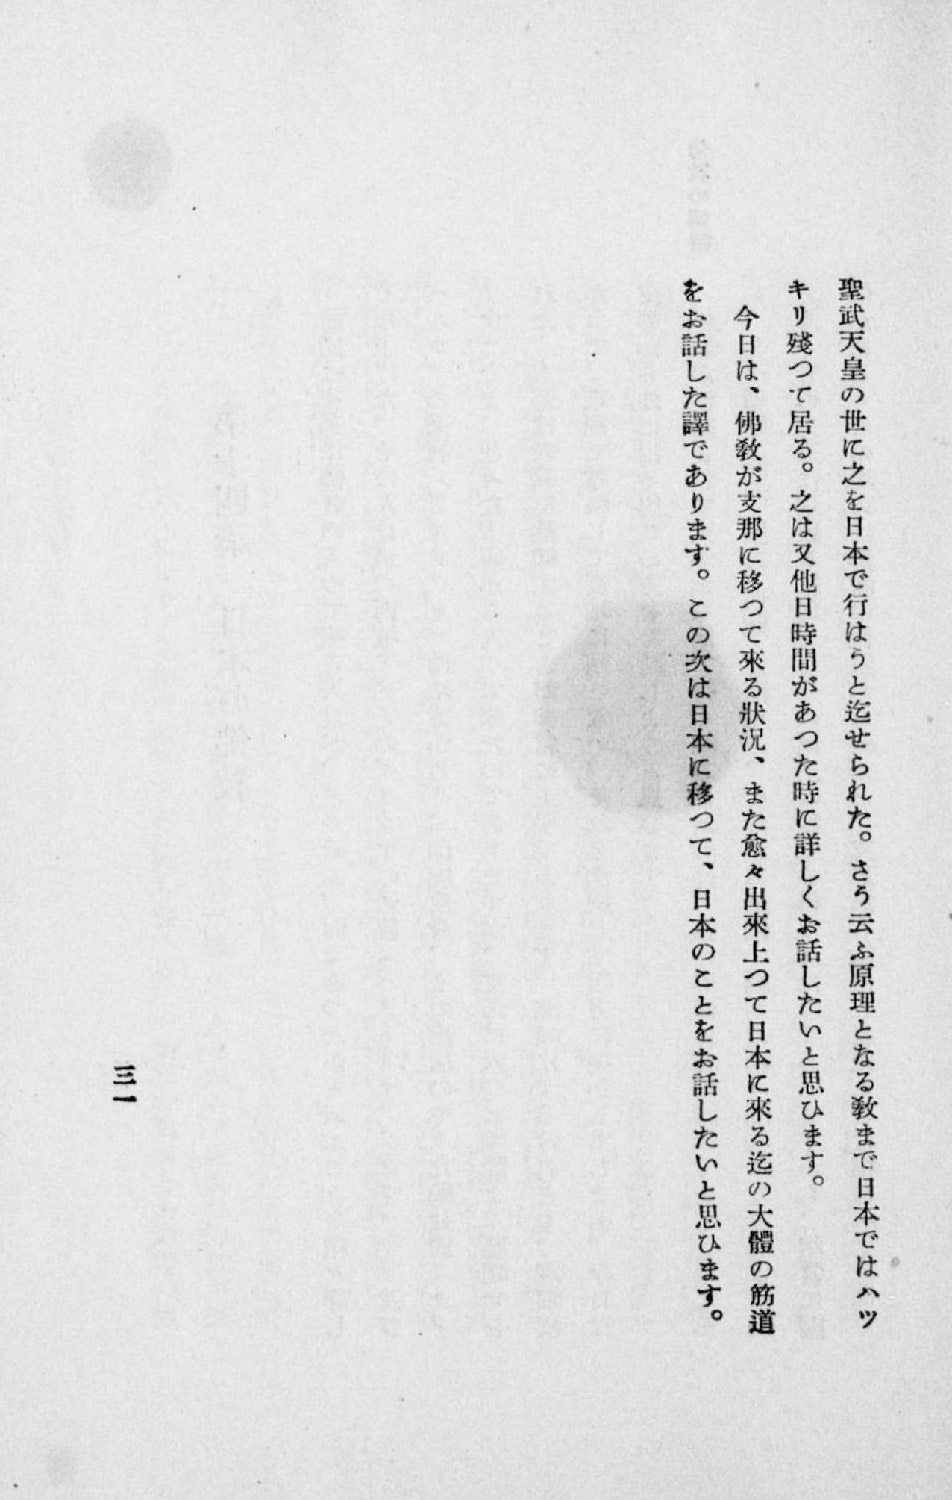 聖武天皇の世に之を日本で行はうと迄せられた。さう云ふ原理となる敎まで日本ではハツ
キリ殘つて居る。之は又他日時間があつた時に詳しくお話したいと思ひます。
今日は、佛敎が支那に移つて來る狀況、また愈々出來上つて日本に來る迄の大體の筋道
をお話した譯であります。この次は日本に移つて、日本のことをお話したいと思ひます。
三一